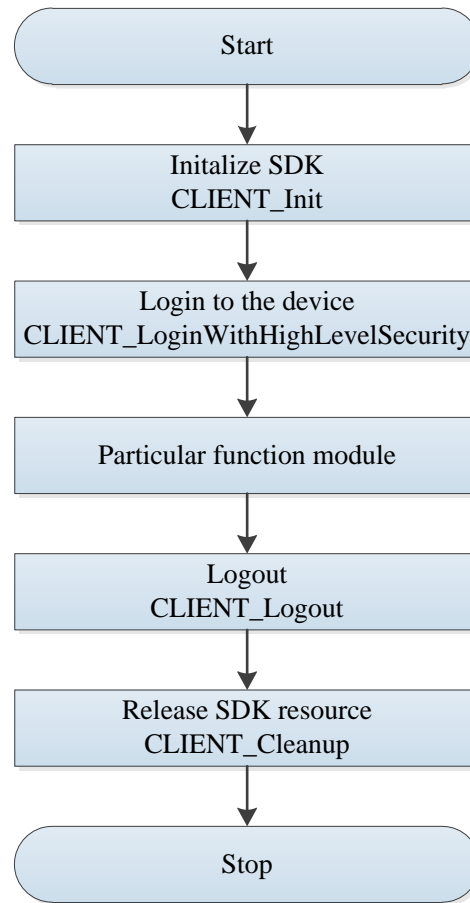 Start
Initalize SDK
CLIENT_Init
Login to the device
CLIENT_LoginWithHighLevelSecurity
Particular function module
Logout
CLIENT_Logout
Release SDK resource
CLIENT_Cleanup
Stop